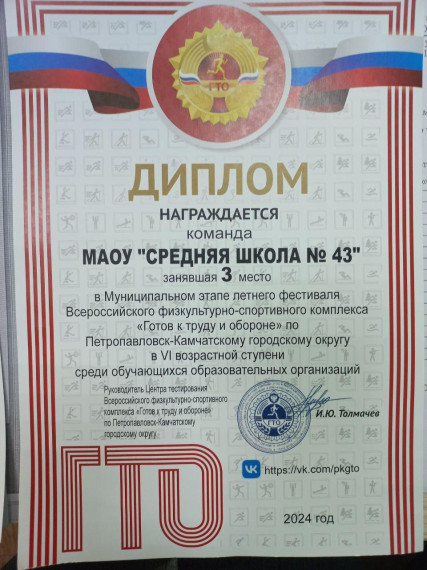 ГТО
ДИПЛОМ
НАГРАЖДАЕТСЯ
команда
МАОУ "СРЕДНЯЯ ШКОЛА № 43"
занявшая 3 место
в Муниципальном этапе летнего фестиваля
Всероссийского физкультурно-спортивного комплекса
«Готов к труду и обороне» по
Петропавловск-Камчатскому городскому округу
в VI возрастной ступени
среди обучающихся образовательных организаций
Руководитель Центра тестирования
Всероссийского физкультурно-спортивного
комплекса «Готов к труду и обороне»
по Петропавловск-Камчатскому
городскому округу
ГТО
И.Ю. Толмачев
ГТО
https://vk.com/pkgto
2024 год